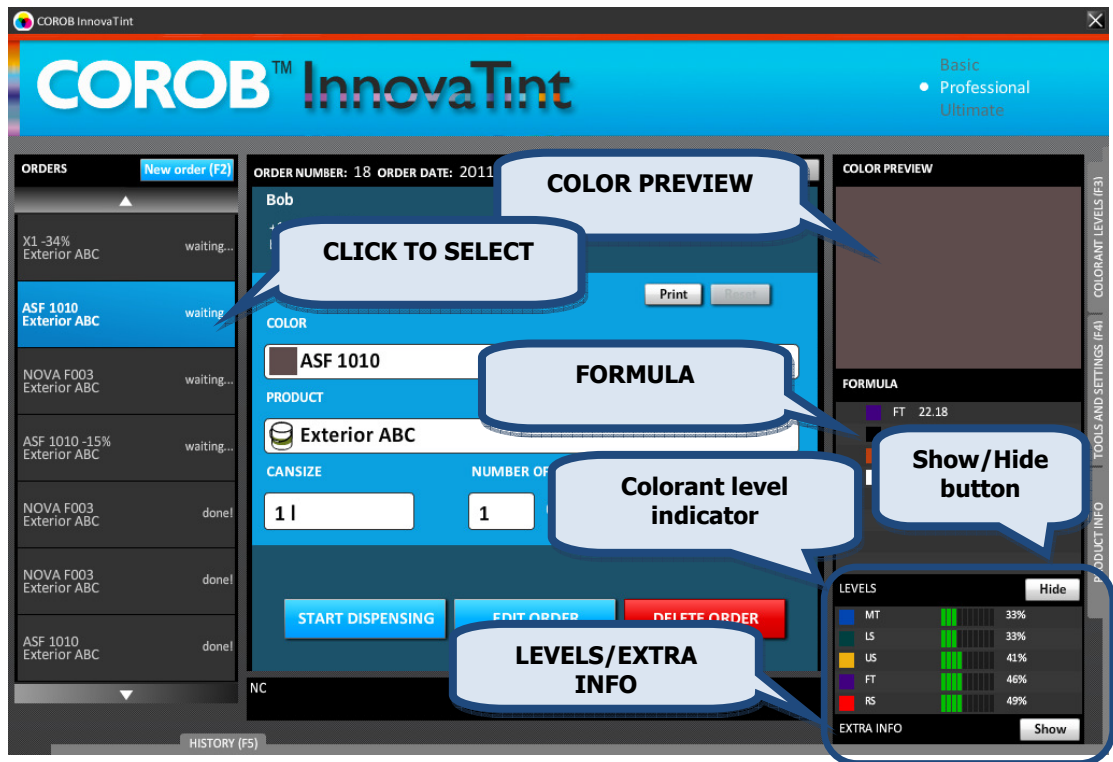 COROB InnovaTint
COROB™ InnovaTint
Basic
Professional
Ultimate
ORDERS
New order (F2)
X1 -34%
Exterior ABC
waiting...
ASF 1010
Exterior ABC
waiting
NOVA F003
Exterior ABC
waiting...
ASF 1010 -15%
Exterior ABC
waiting...
NOVA F003
Exterior ABC
done!
NOVA F003
Exterior ABC
done!
ASF 1010
Exterior ABC
done!
ORDER NUMBER: 18 ORDER DATE: 2011
Bob
COLOR PREVIEW
CLICK TO SELECT
Print
Reset
COLOR
ASF 1010
PRODUCT
Exterior ABC
CANSIZE
NUMBER OF
1 l
1
FORMULA
Colorant level
indicator
START DISPENSING
EDIT ORDER
DELETE ORDER
LEVELS/EXTRA
INFO
NC
COLOR PREVIEW
FORMULA
FT 22.18
Show/Hide
button
LEVELS
Hide
MT 33%
LS 33%
US 41%
FT 46%
RS 49%
EXTRA INFO
Show
COLORANT LEVELS (F3)
TOOLS AND SETTINGS (F4)
PRODUCT INFO
HISTORY (F5)